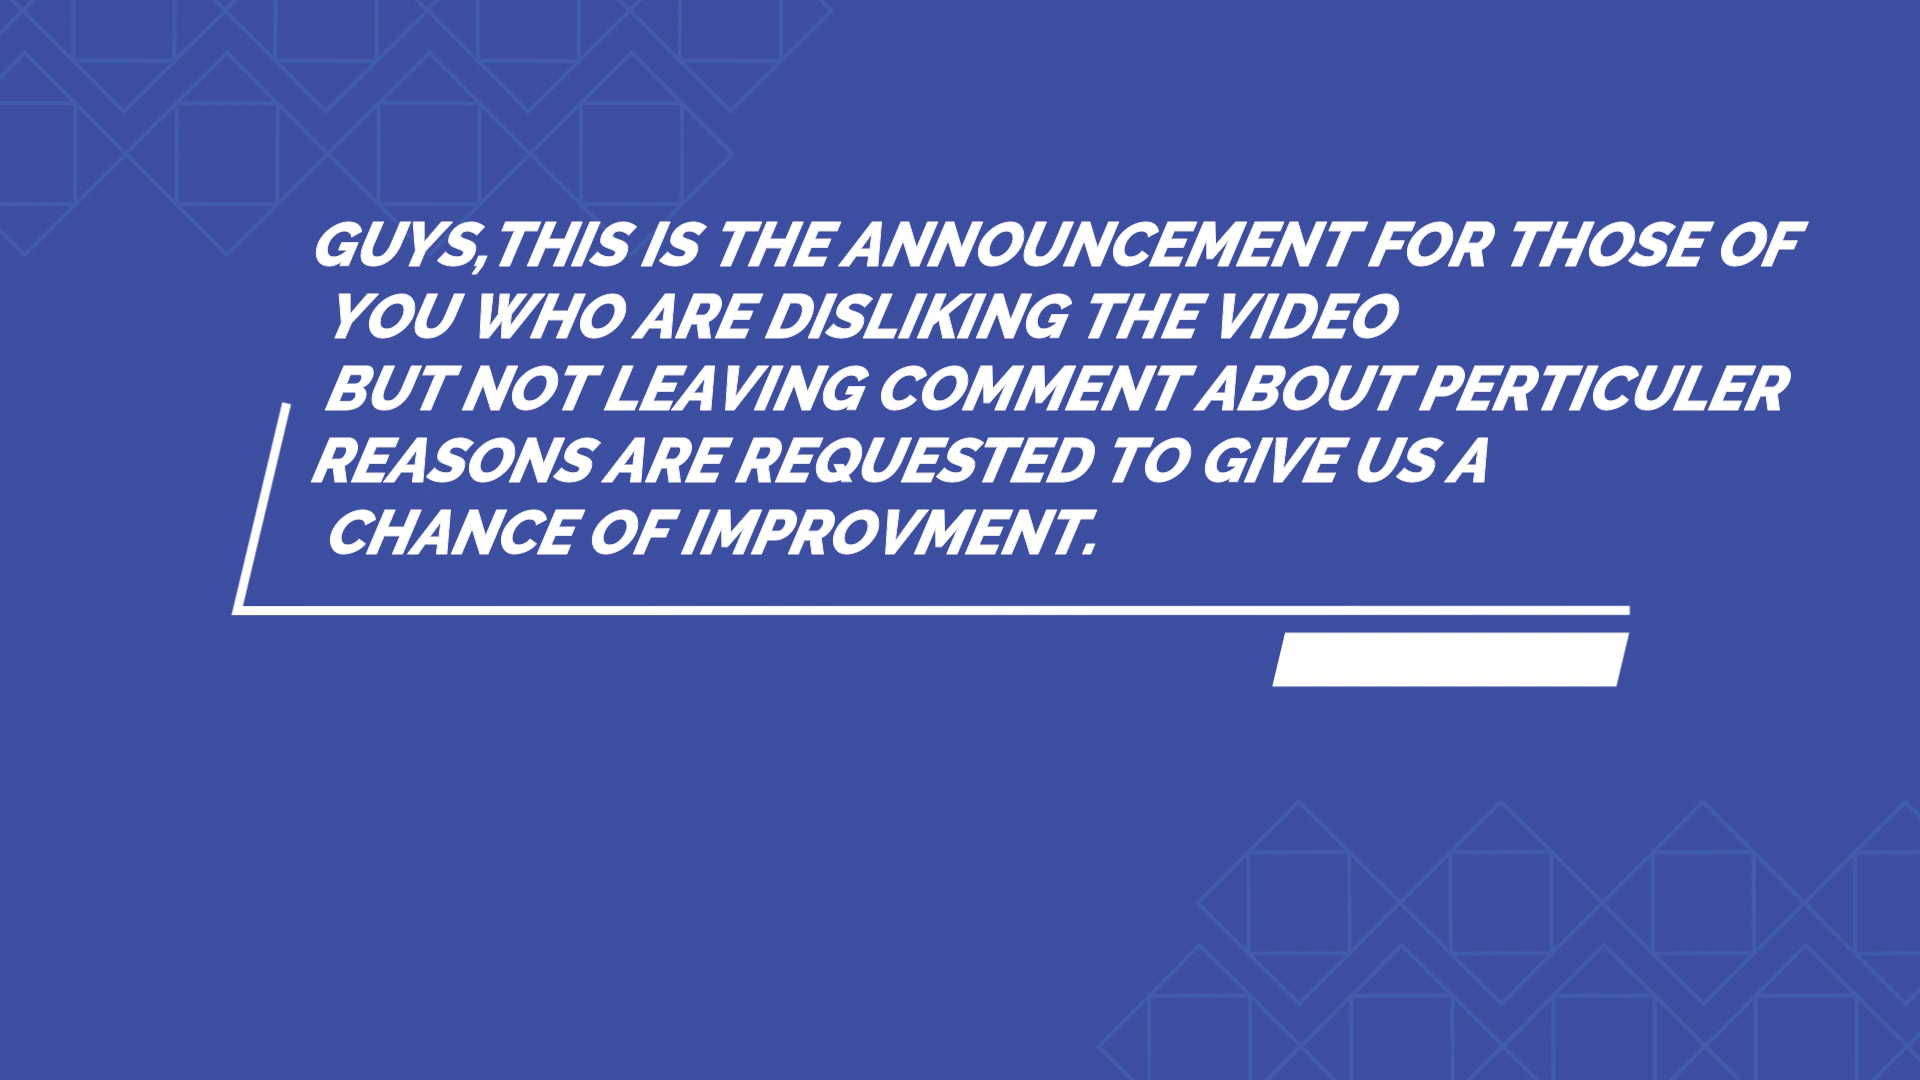 GUYS,THIS IS THE ANNOUNCEMENT FOR THOSE OF
YOU WHO ARE DISLIKING THE VIDEO
BUT NOT LEAVING COMMENT ABOUT PERTICULER
REASONS ARE REQUESTED TO GIVE US A
CHANCE OF IMPROVMENT.